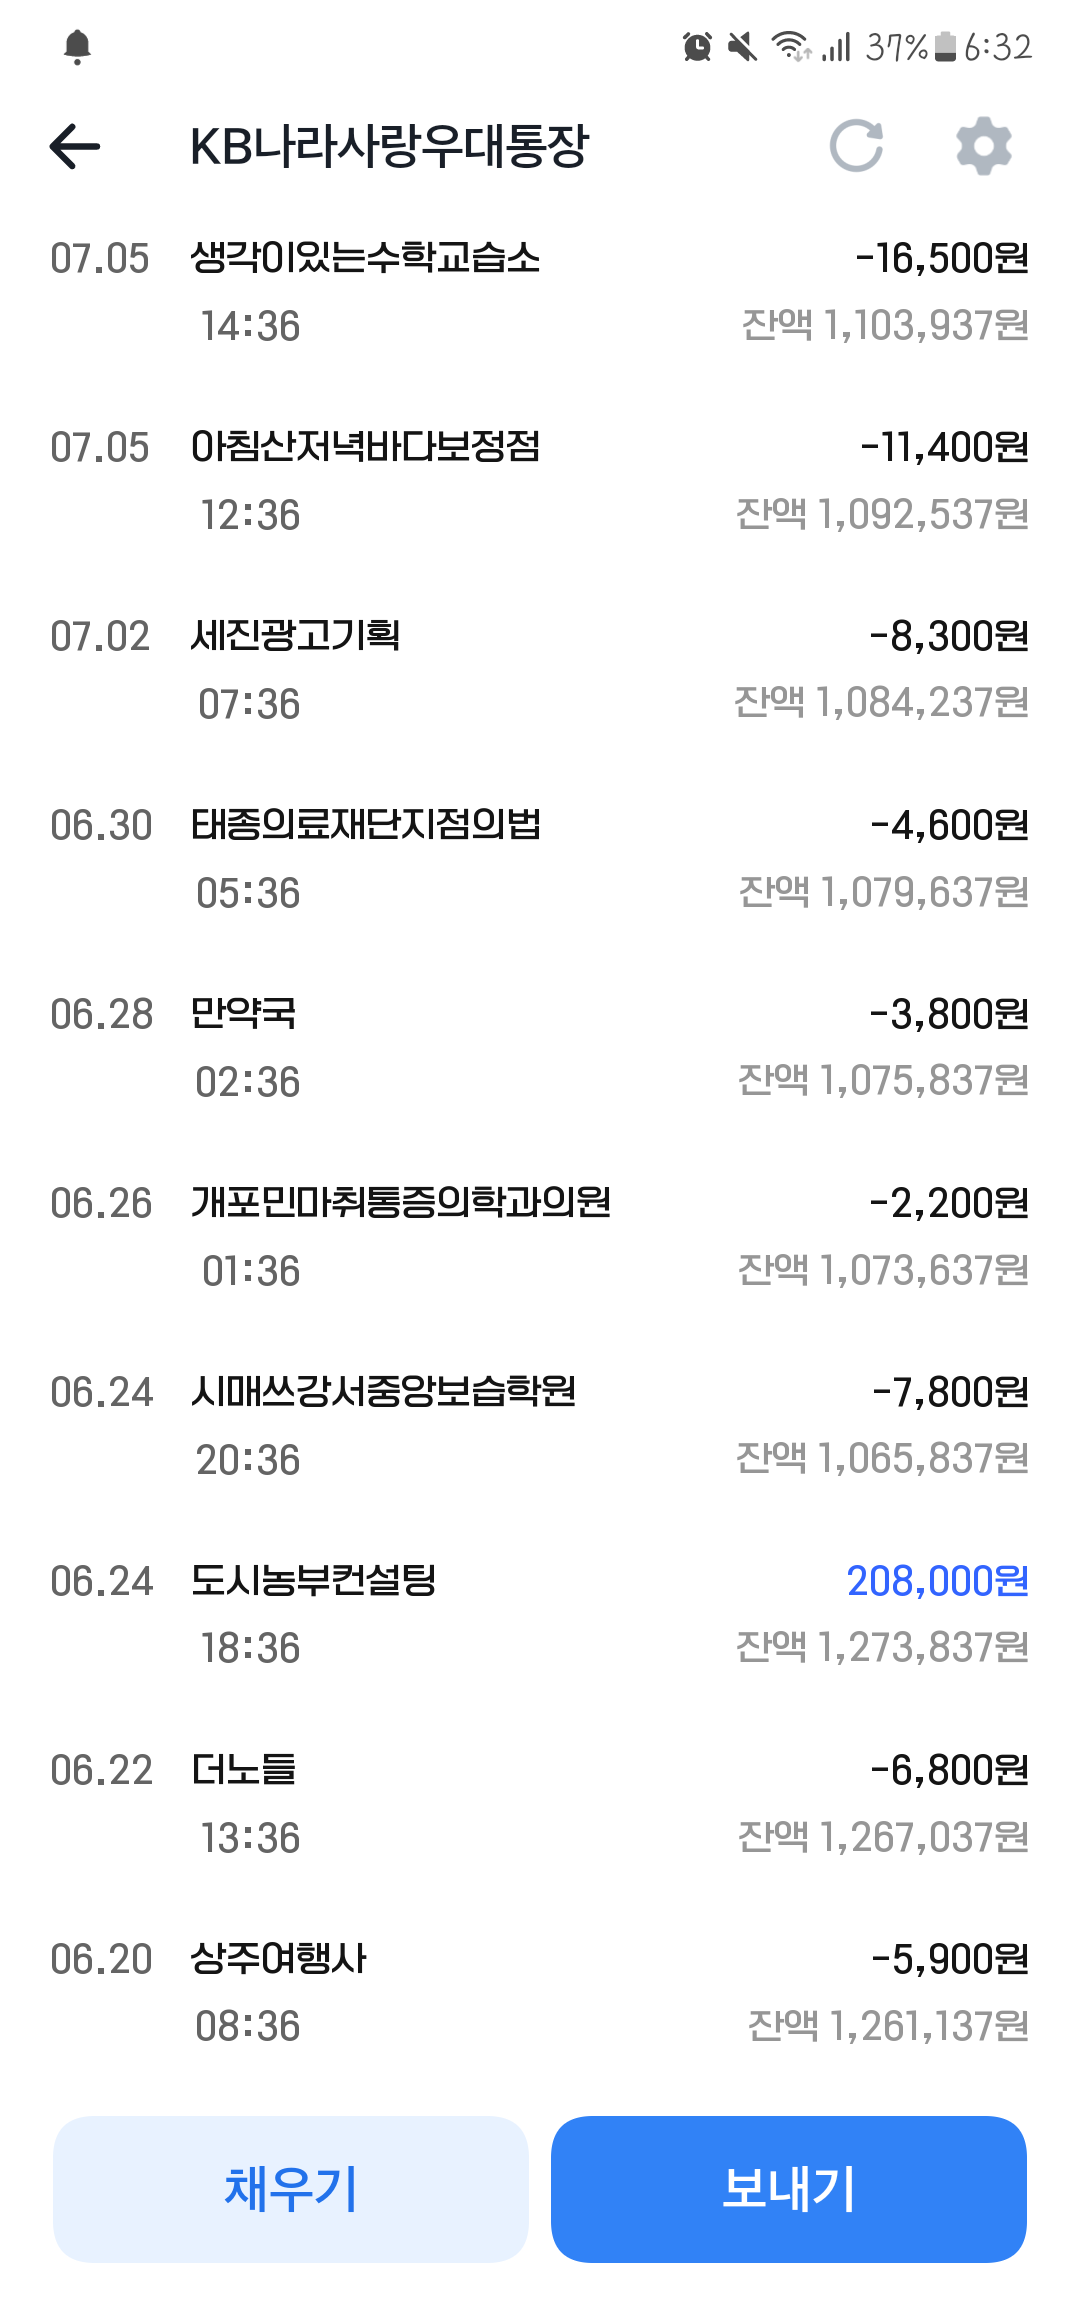 37% 6:32
KB나라사랑우대통장
07.05 생각이있는수학교습소 -16,500원
14:36 잔액 1,103,937원
07.05 아침산저녁바다보정점 -11,400원
12:36 잔액 1,092,537원
07.02 세진광고기획 -8,300원
07:36 잔액 1,084,237원
06.30 태종의료재단지점의법 -4,600원
05:36 잔액 1,079,637원
06.28 만약국 -3,800원
02:36 잔액 1,075,837원
06.26 개포민마취통증의학과의원 -2,200원
01:36 잔액 1,073,637원
06.24 시매쓰강서중앙보습학원 -7,800원
20:36 잔액 1,065,837원
06.24 도시농부컨설팅 208,000원
18:36 잔액 1,273,837원
06.22 더노들 -6,800원
13:36 잔액 1,267,037원
06.20 상주여행사 -5,900원
08:36 잔액 1,261,137원
채우기 보내기